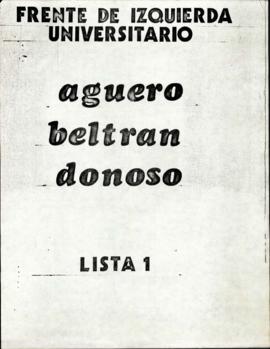 FRENTE DE IZQUIERDA
UNIVERSITARIO
aguero
beltran
donoso
LISTA 1